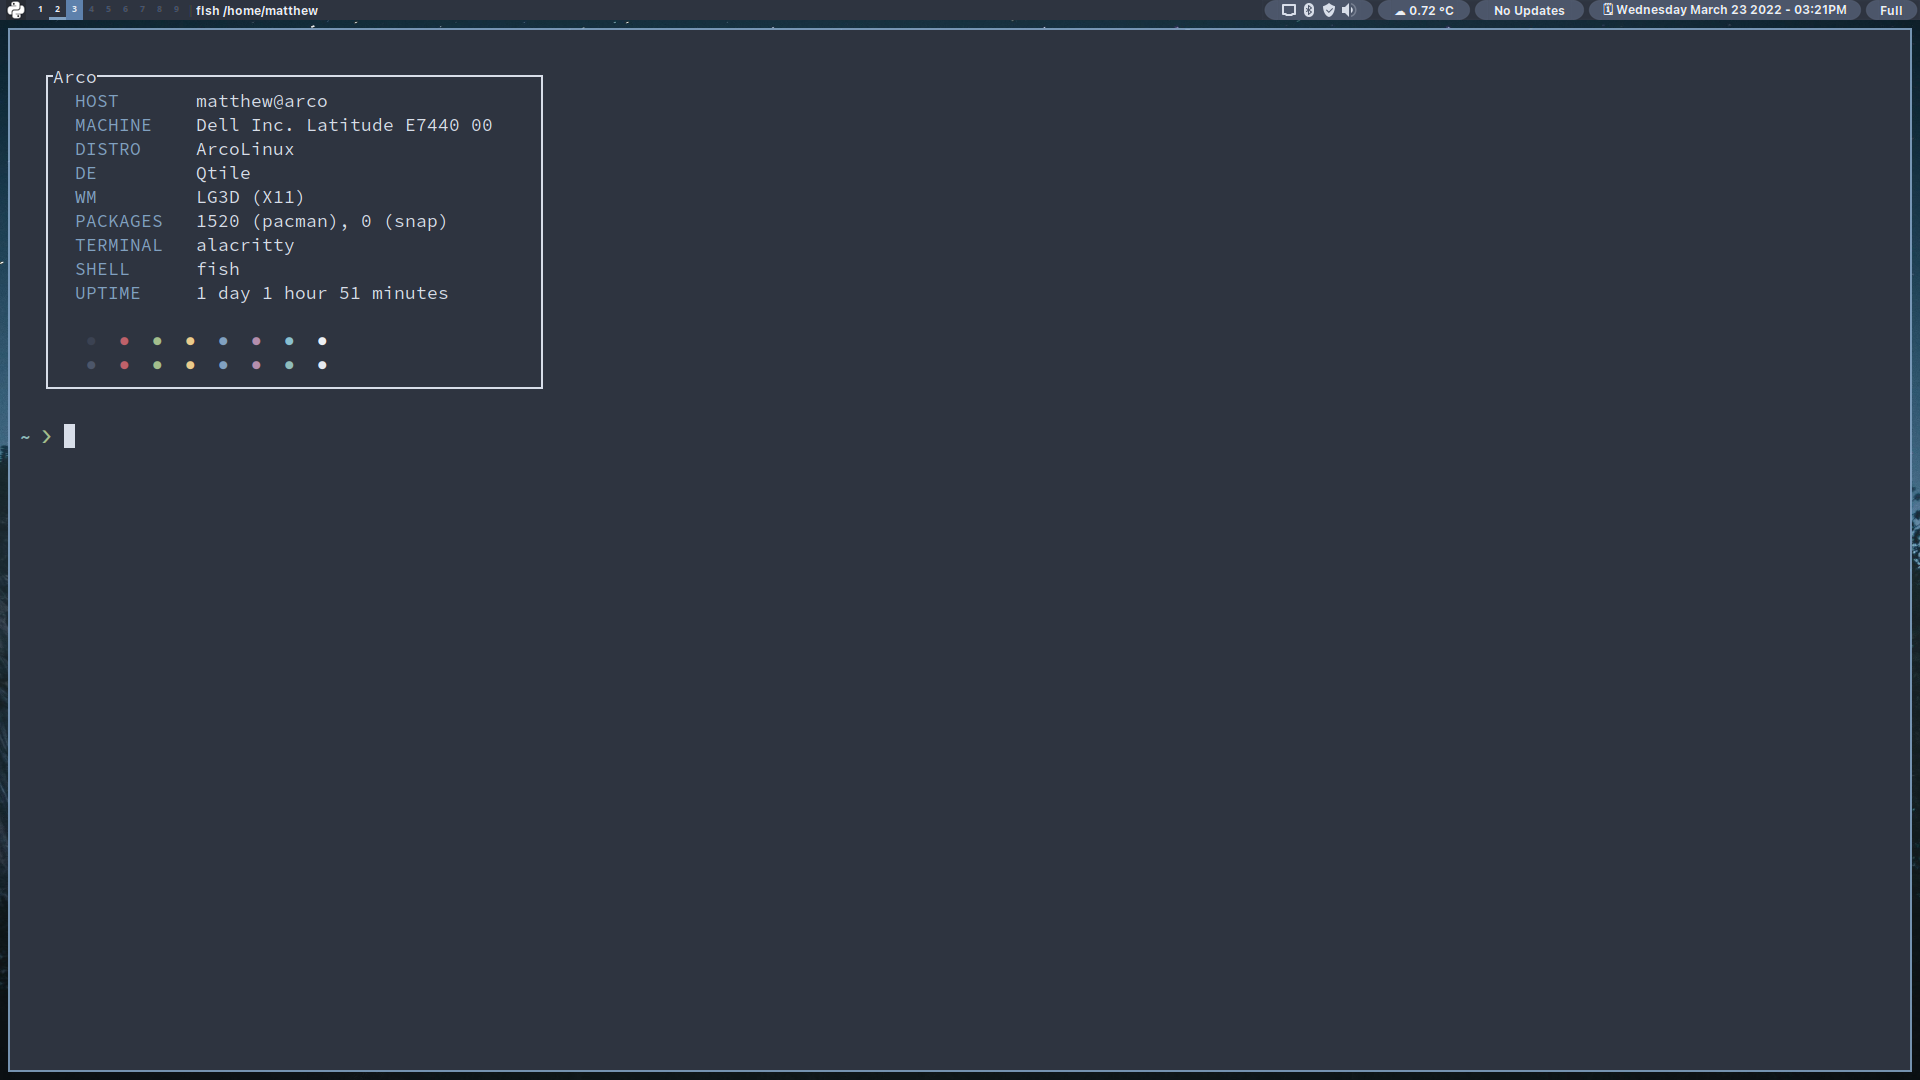 1 2 3 4 5 6 7 8 9 fish /home/matthew 0.72 °C No Updates Wednesday March 23 2022 - 03:21PM Full
Arco
HOST matthew@arco
MACHINE Dell Inc. Latitude E7440 00
DISTRO ArcoLinux
DE Qtile
WM LG3D (X11)
PACKAGES 1520 (pacman), 0 (snap)
TERMINAL alacritty
SHELL fish
UPTIME 1 day 1 hour 51 minutes
~ ❯